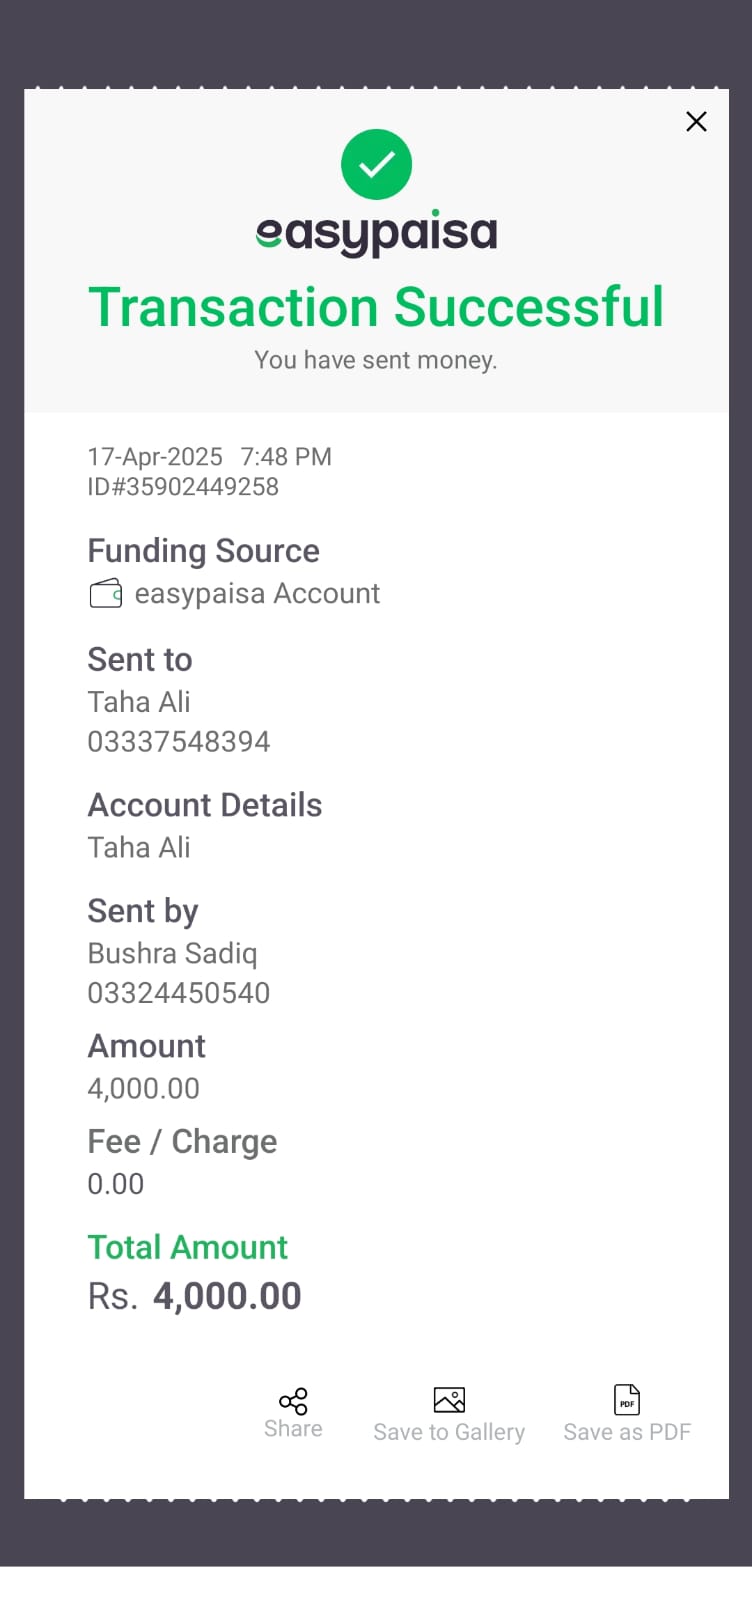 easypaisa
Transaction Successful
You have sent money.
17-Apr-2025 7:48 PM
ID#35902449258
Funding Source
easypaisa Account
Sent to
Taha Ali
03337548394
Account Details
Taha Ali
Sent by
Bushra Sadiq
03324450540
Amount
4,000.00
Fee / Charge
0.00
Total Amount
Rs. 4,000.00
Share
Save to Gallery
PDF
Save as PDF